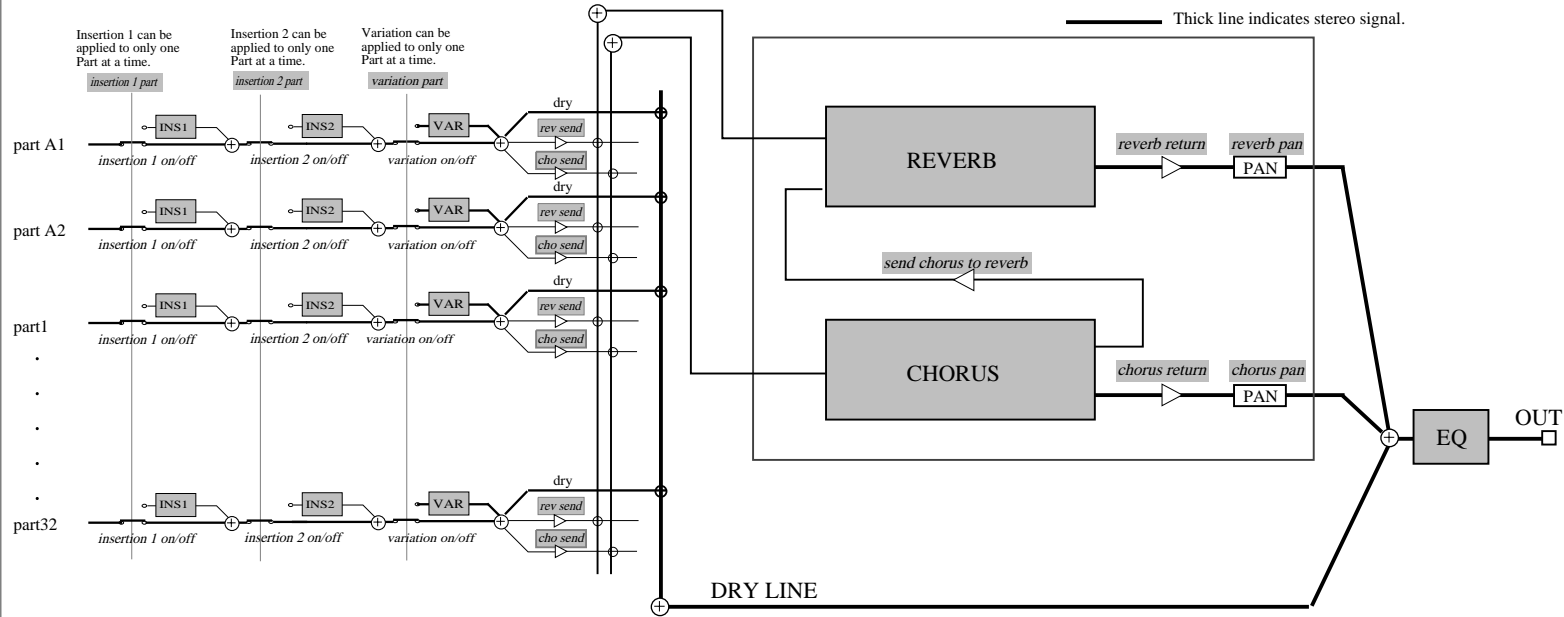 Thick line indicates stereo signal.
Insertion 1 can be
applied to only one
Part at a time.
insertion 1 part
Insertion 2 can be
applied to only one
Part at a time.
insertion 2 part
Variation can be
applied to only one
Part at a time.
variation part
part A1
INS1
insertion 1 on/off
INS2
insertion 2 on/off
VAR
variation on/off
dry
rev send
cho send
part A2
INS1
insertion 1 on/off
INS2
insertion 2 on/off
VAR
variation on/off
dry
rev send
cho send
part1
INS1
insertion 1 on/off
INS2
insertion 2 on/off
VAR
variation on/off
dry
rev send
cho send
part32
INS1
insertion 1 on/off
INS2
insertion 2 on/off
VAR
variation on/off
dry
rev send
cho send
REVERB
reverb return
reverb pan
PAN
send chorus to reverb
CHORUS
chorus return
chorus pan
PAN
EQ
OUT
DRY LINE